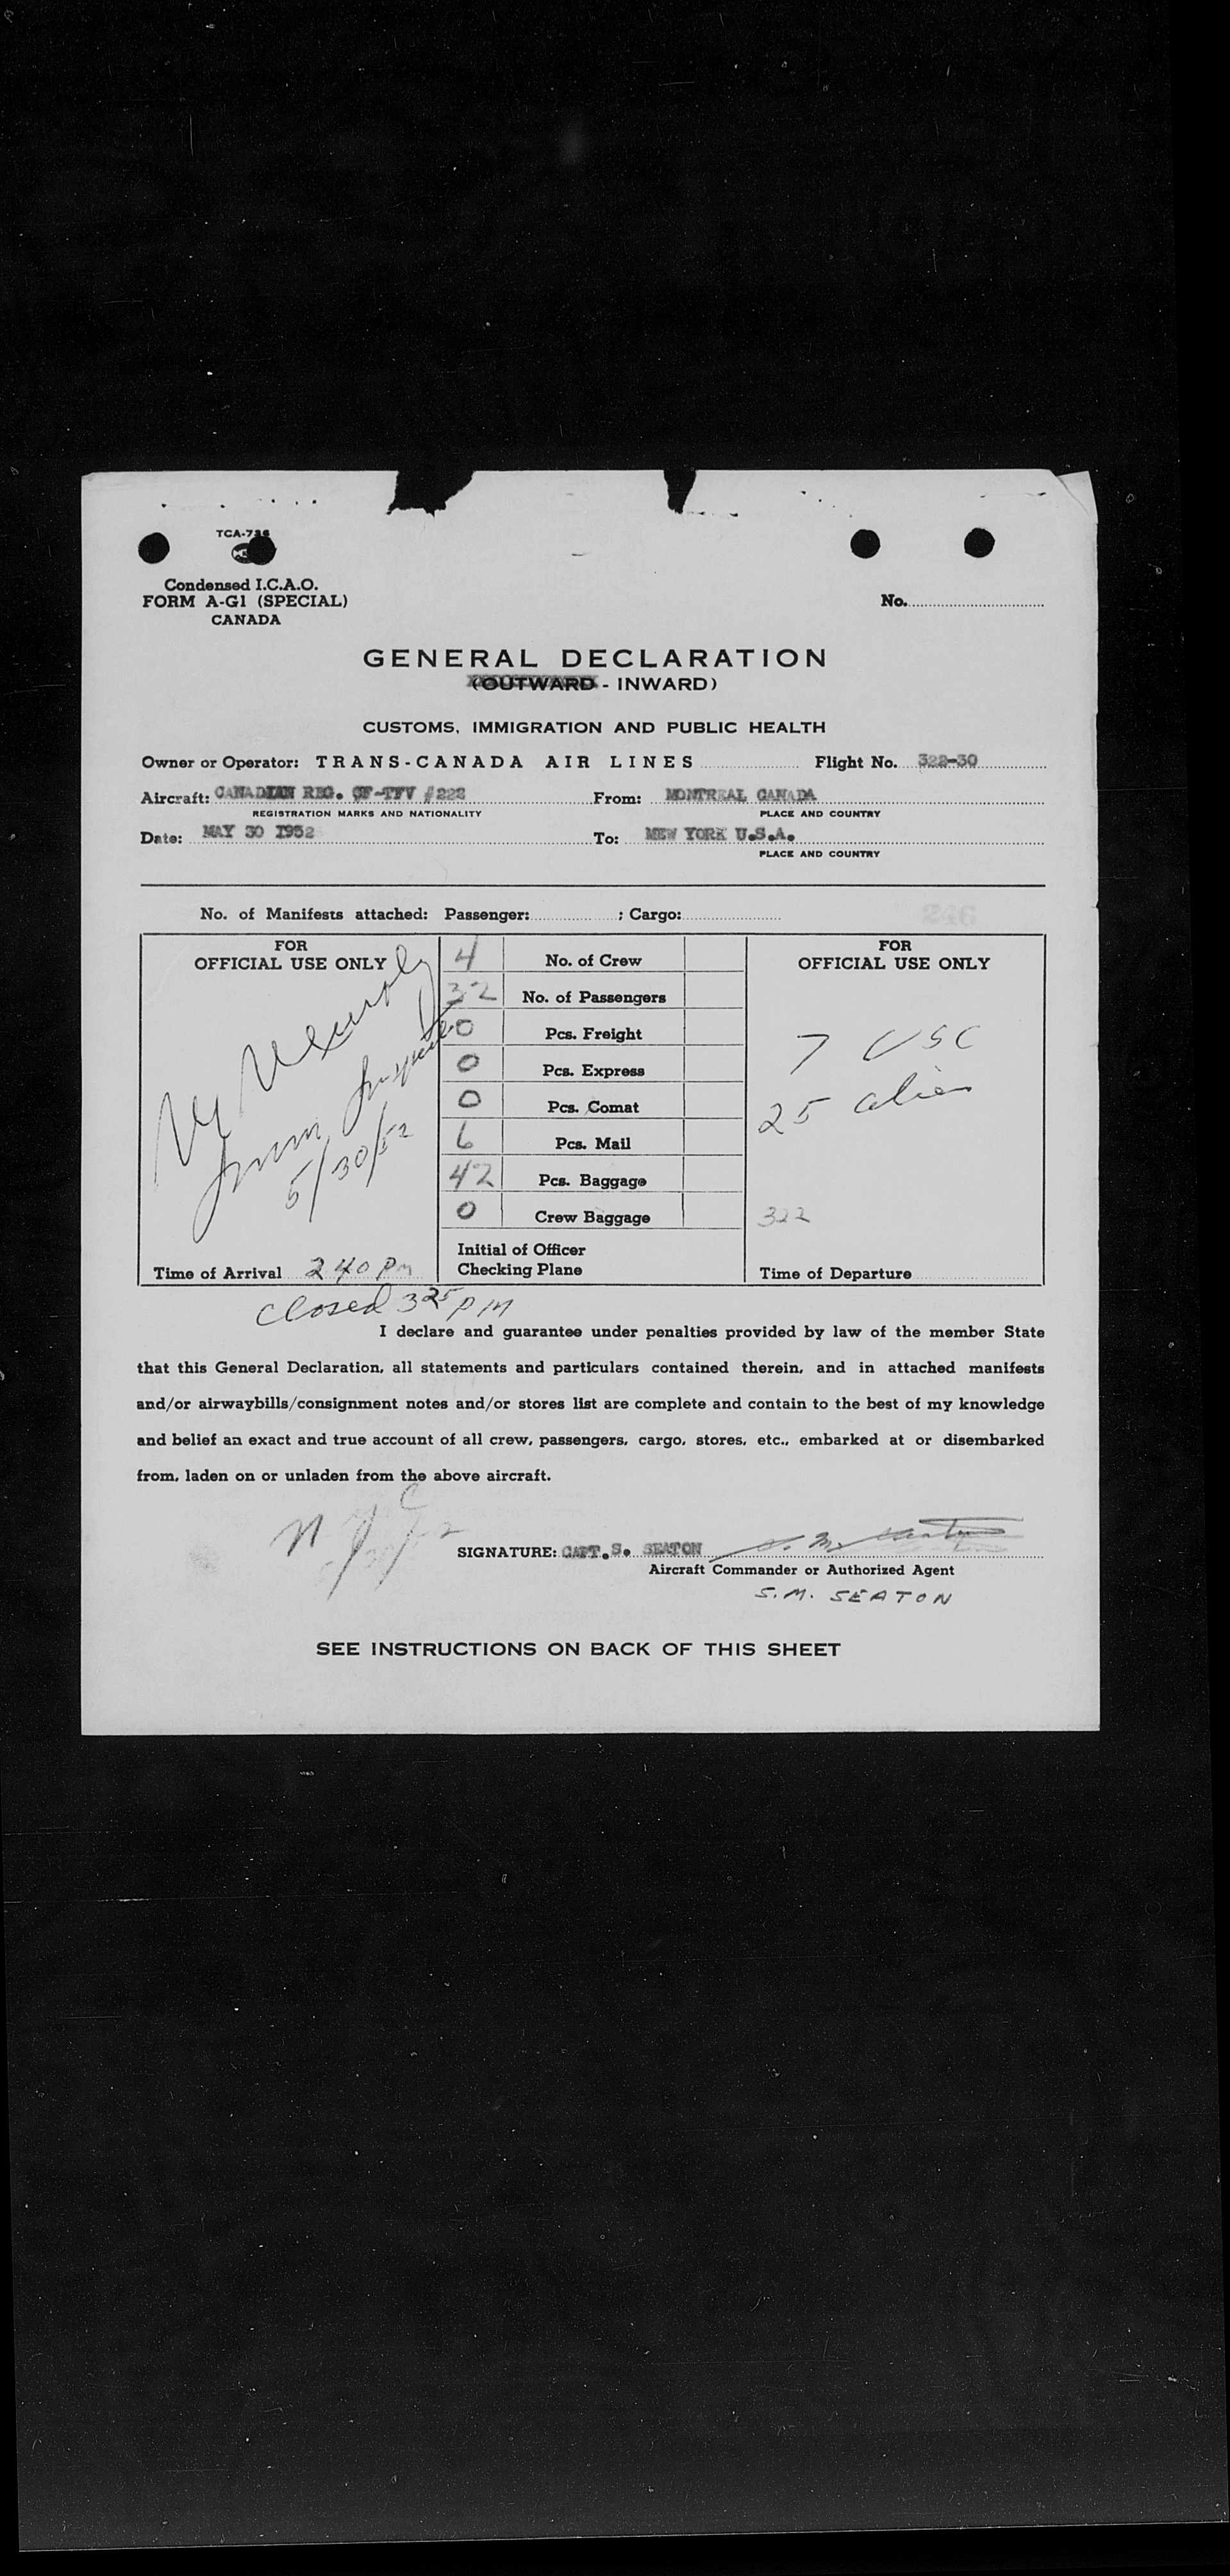 TCA-736
Condensed I.C.A.O.
FORM A-G1 (SPECIAL)
CANADA
No.
GENERAL DECLARATION
(OUTWARD - INWARD)
CUSTOMS, IMMIGRATION AND PUBLIC HEALTH
Owner or Operator: TRANS-CANADA AIR LINES Flight No. 322-30
Aircraft: CANADIAN REG. CF-TFV #223 From: MONTREAL CANADA
REGISTRATION MARKS AND NATIONALITY PLACE AND COUNTRY
Date: MAY 30 1952 To: NEW YORK U.S.A.
PLACE AND COUNTRY
No. of Manifests attached: Passenger: ; Cargo:
246
FOR
OFFICIAL USE ONLY
5/30/52
Time of Arrival 240 PM
4 No. of Crew
32 No. of Passengers
0 Pcs. Freight
0 Pcs. Express
0 Pcs. Comat
6 Pcs. Mail
42 Pcs. Baggage
0 Crew Baggage
Initial of Officer
Checking Plane
FOR
OFFICIAL USE ONLY
7 USC
25 alien
322
Time of Departure
Closed 325 PM
I declare and guarantee under penalties provided by law of the member State
that this General Declaration, all statements and particulars contained therein, and in attached manifests
and/or airwaybills/consignment notes and/or stores list are complete and contain to the best of my knowledge
and belief an exact and true account of all crew, passengers, cargo, stores, etc., embarked at or disembarked
from, laden on or unladen from the above aircraft.
SIGNATURE: CAPT. S. SEATON
Aircraft Commander or Authorized Agent
S.M. SEATON
SEE INSTRUCTIONS ON BACK OF THIS SHEET